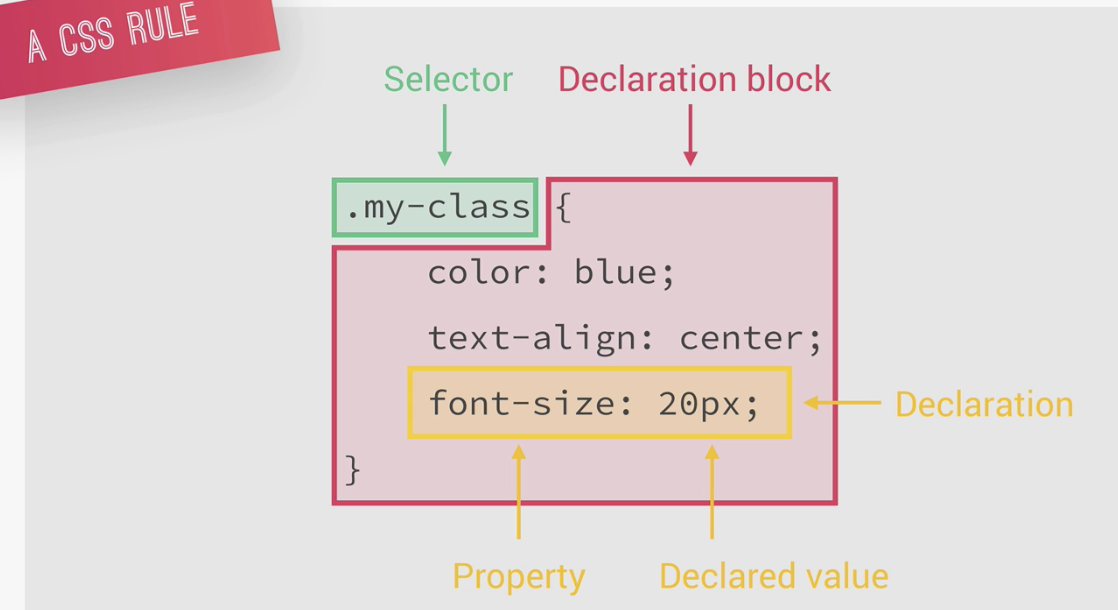 A CSS RULE
Selector Declaration block
.my-class {
color: blue;
text-align: center;
font-size: 20px; Declaration
}
Property Declared value